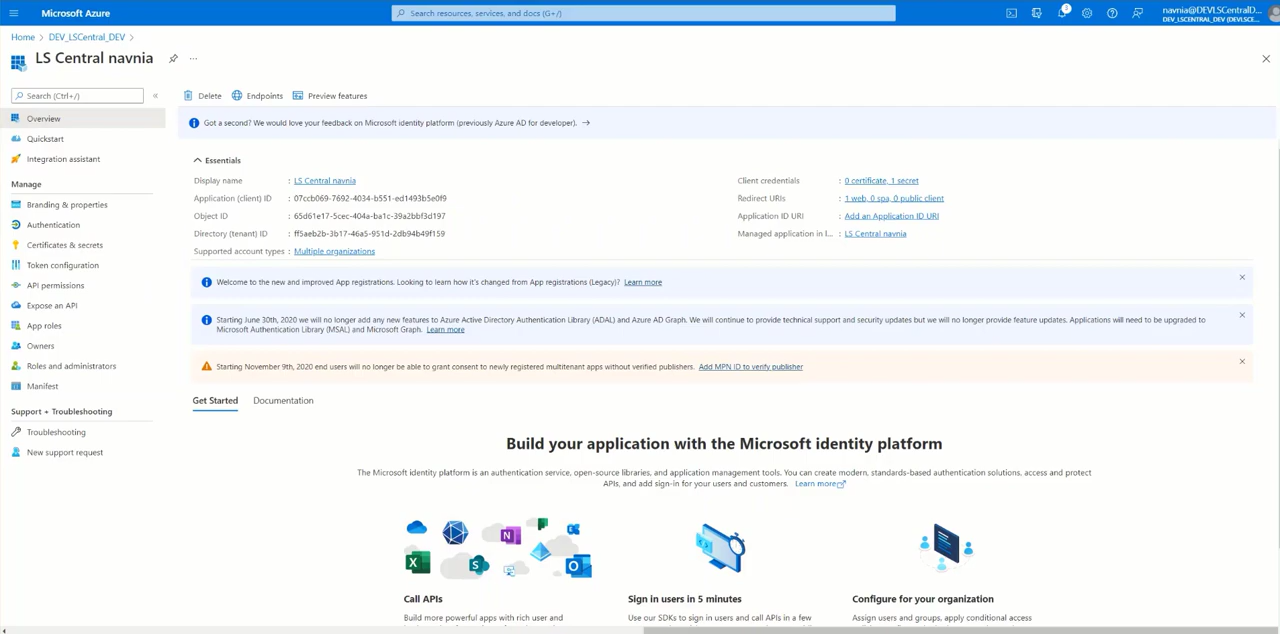 Microsoft Azure
Search resources, services, and docs (G+/)
3
navnia@DEVLSCentralD...
DEV_LSCENTRAL_DEV (DEVLSCE...
Home > DEV_LSCentral_DEV >
LS Central navnia
...
Search (Ctrl+/)
«
Overview
Quickstart
Integration assistant
Manage
Branding & properties
Authentication
Certificates & secrets
Token configuration
API permissions
Expose an API
App roles
Owners
Roles and administrators
Manifest
Support + Troubleshooting
Troubleshooting
New support request
Delete
Endpoints
Preview features
Got a second? We would love your feedback on Microsoft identity platform (previously Azure AD for developer). →
Essentials
Display name : LS Central navnia
Application (client) ID : 07ccb069-7692-4034-b551-ed1493b5e0f9
Object ID : 65d61e17-5cec-404a-ba1c-39a2bbf3d197
Directory (tenant) ID : ff5aeb2b-3b17-46a5-951d-2db94b49f159
Supported account types : Multiple organizations
Client credentials : 0 certificate, 1 secret
Redirect URIs : 1 web, 0 spa, 0 public client
Application ID URI : Add an Application ID URI
Managed application in l... : LS Central navnia
Welcome to the new and improved App registrations. Looking to learn how it's changed from App registrations (Legacy)? Learn more
Starting June 30th, 2020 we will no longer add any new features to Azure Active Directory Authentication Library (ADAL) and Azure AD Graph. We will continue to provide technical support and security updates but we will no longer provide feature updates. Applications will need to be upgraded to
Microsoft Authentication Library (MSAL) and Microsoft Graph. Learn more
Starting November 9th, 2020 end users will no longer be able to grant consent to newly registered multitenant apps without verified publishers. Add MPN ID to verify publisher
Get Started
Documentation
Build your application with the Microsoft identity platform
The Microsoft identity platform is an authentication service, open-source libraries, and application management tools. You can create modern, standards-based authentication solutions, access and protect
APIs, and add sign-in for your users and customers. Learn more
Call APIs
Build more powerful apps with rich user and
Sign in users in 5 minutes
Use our SDKs to sign in users and call APIs in a few
Configure for your organization
Assign users and groups, apply conditional access